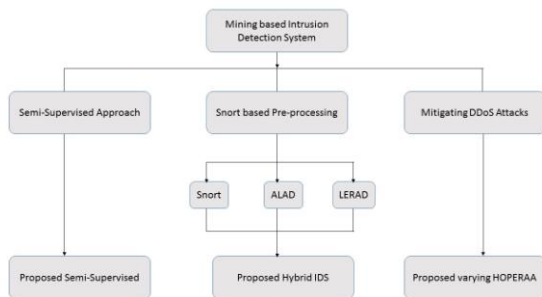 Mining based Intrusion
Detection System
Semi-Supervised Approach
Snort based Pre-processing
Mitigating DDoS Attacks
Snort
ALAD
LERAD
Proposed Semi-Supervised
Proposed Hybrid IDS
Proposed varying HOPERAA